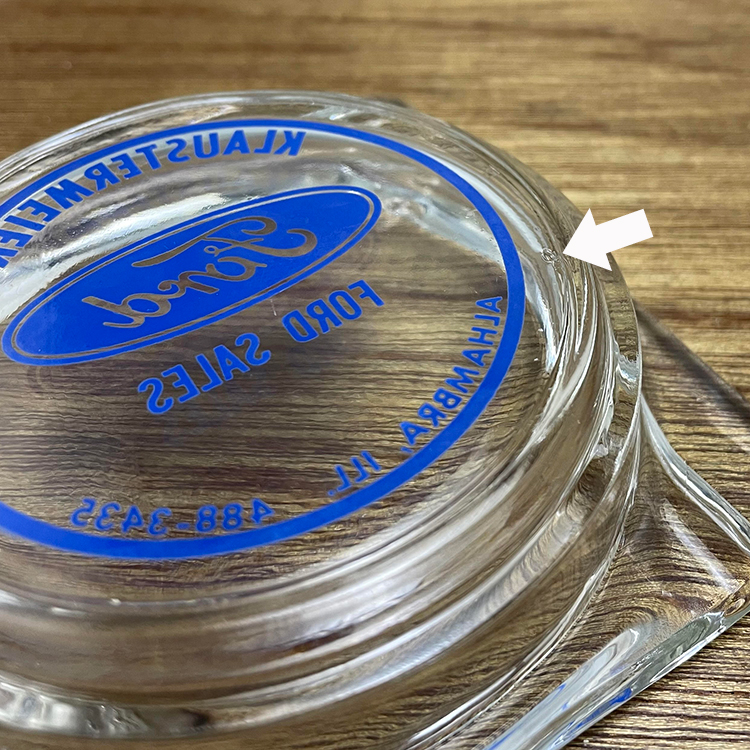 KLAUSTERMEIER
Ford
FORD SALES
ALHAMBRA, ILL.
488-3435